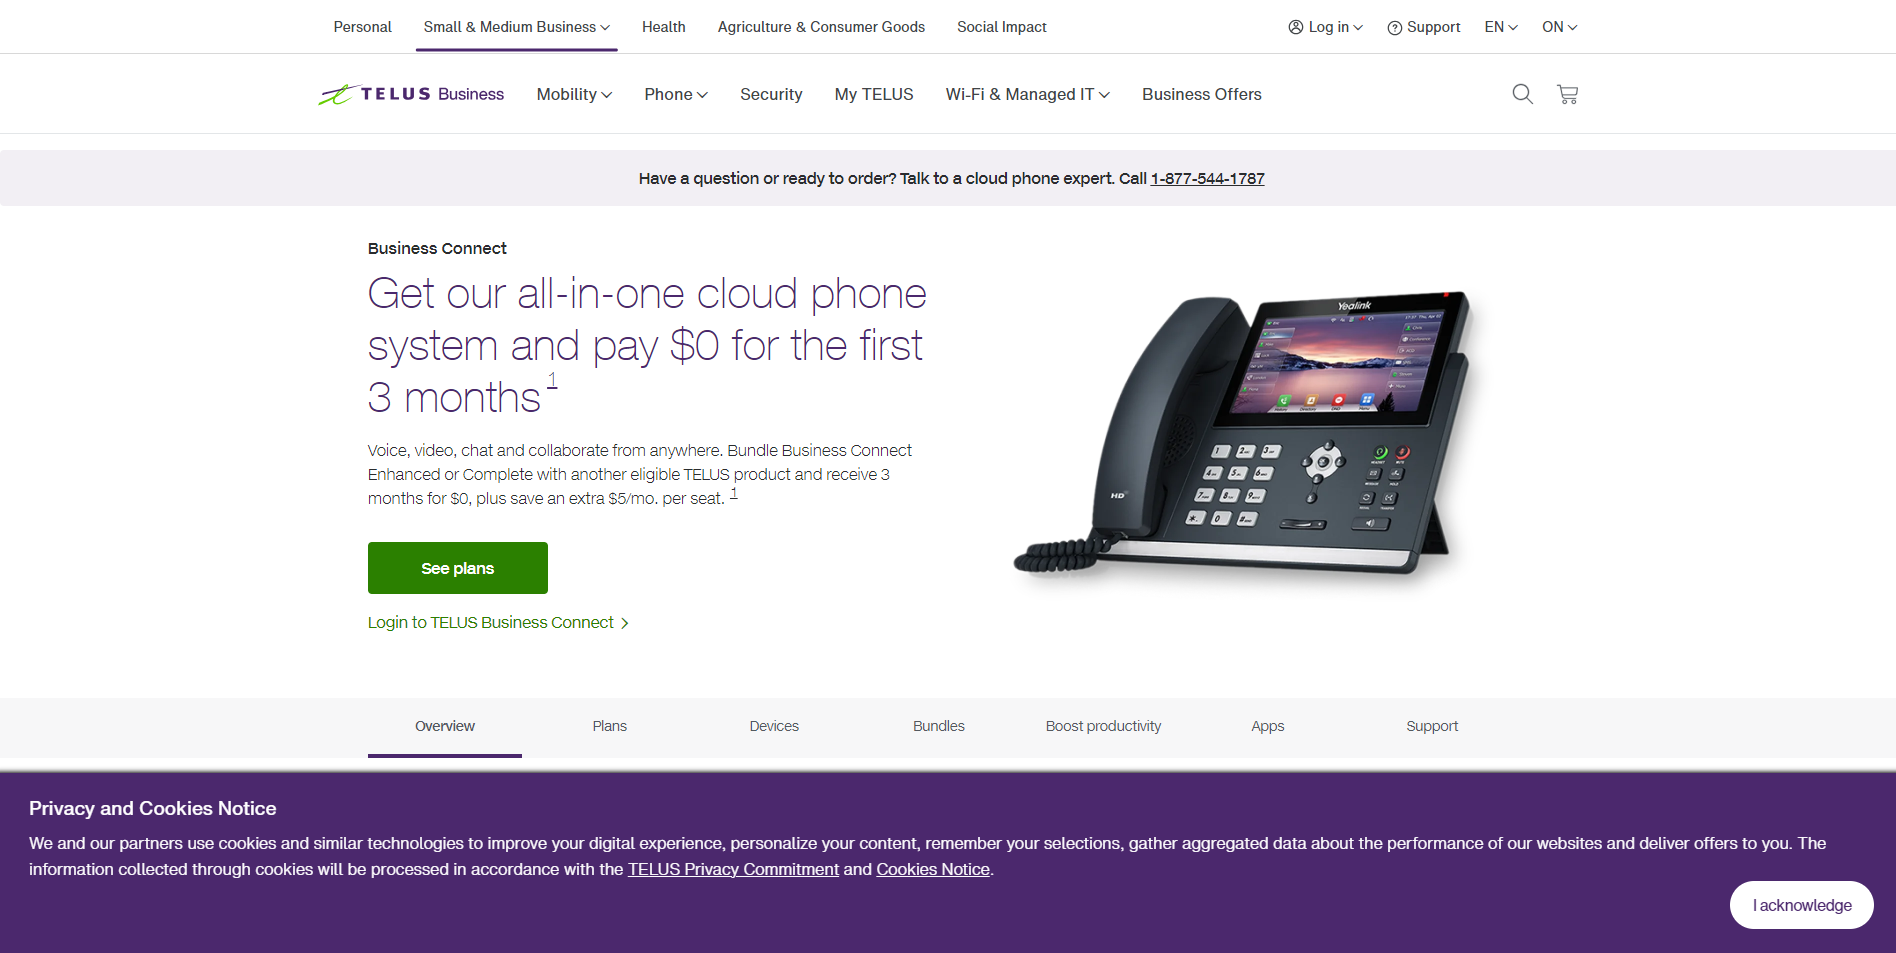 Personal Small & Medium Business Health Agriculture & Consumer Goods Social Impact Log in Support EN ON
TELUS Business Mobility Phone Security My TELUS Wi-Fi & Managed IT Business Offers
Have a question or ready to order? Talk to a cloud phone expert. Call 1-877-544-1787
Business Connect
Get our all-in-one cloud phone
system and pay $0 for the first
3 months 1
Voice, video, chat and collaborate from anywhere. Bundle Business Connect
Enhanced or Complete with another eligible TELUS product and receive 3
months for $0, plus save an extra $5/mo. per seat. 1
See plans
Login to TELUS Business Connect
Yealink
HD
Overview Plans Devices Bundles Boost productivity Apps Support
Privacy and Cookies Notice
We and our partners use cookies and similar technologies to improve your digital experience, personalize your content, remember your selections, gather aggregated data about the performance of our websites and deliver offers to you. The
information collected through cookies will be processed in accordance with the TELUS Privacy Commitment and Cookies Notice.
I acknowledge